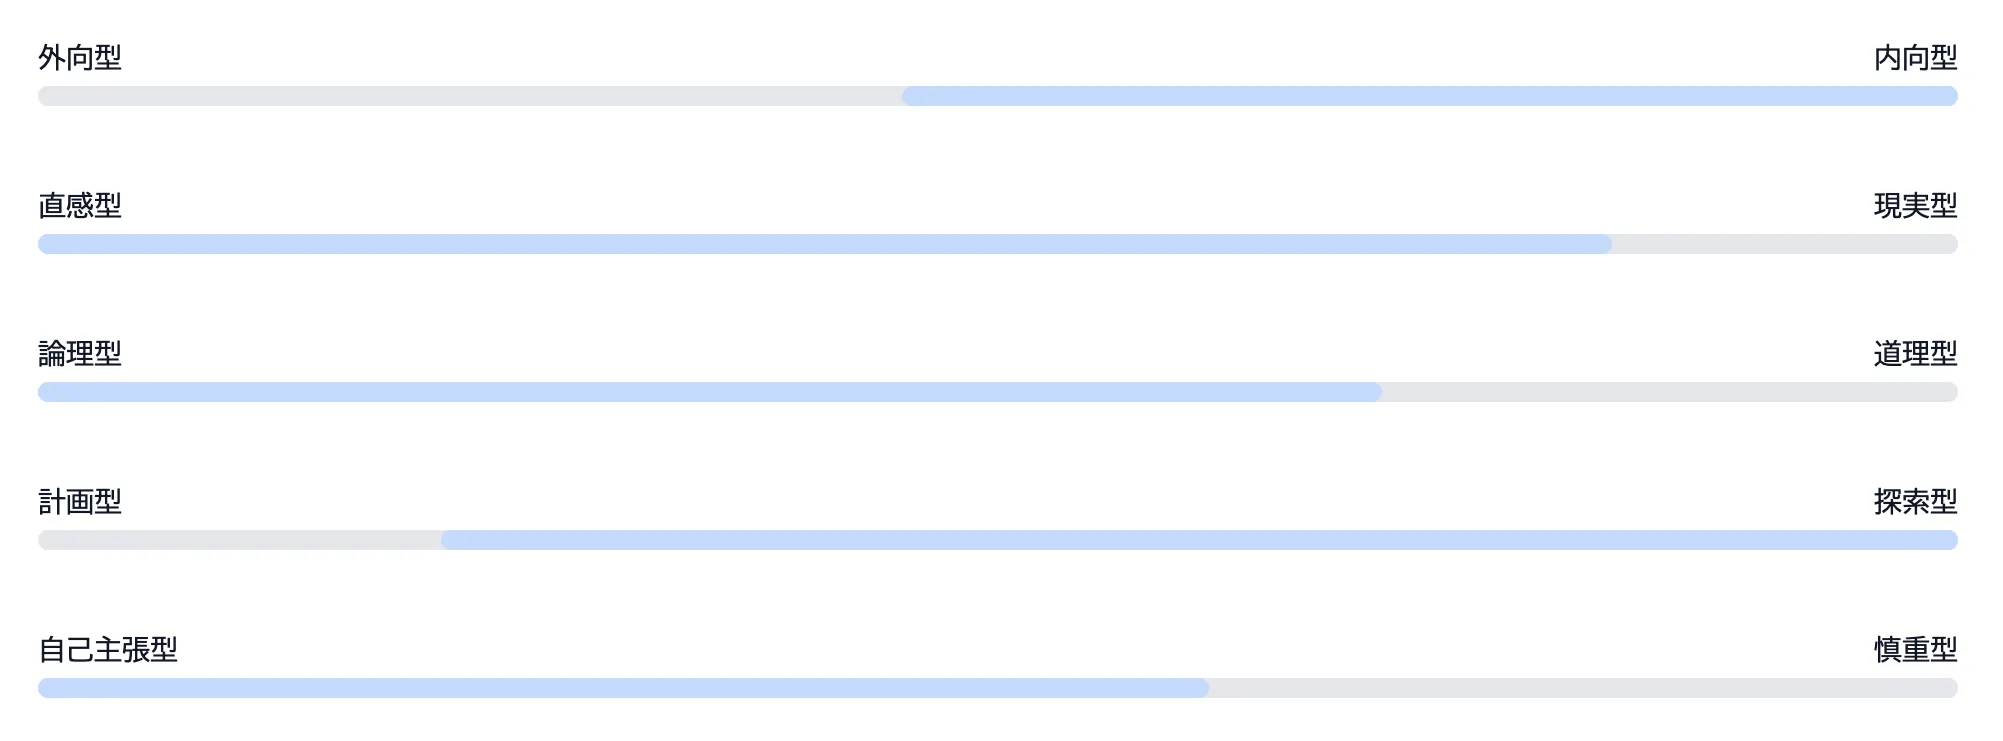 外向型 内向型
直感型 現実型
論理型 道理型
計画型 探索型
自己主張型 慎重型